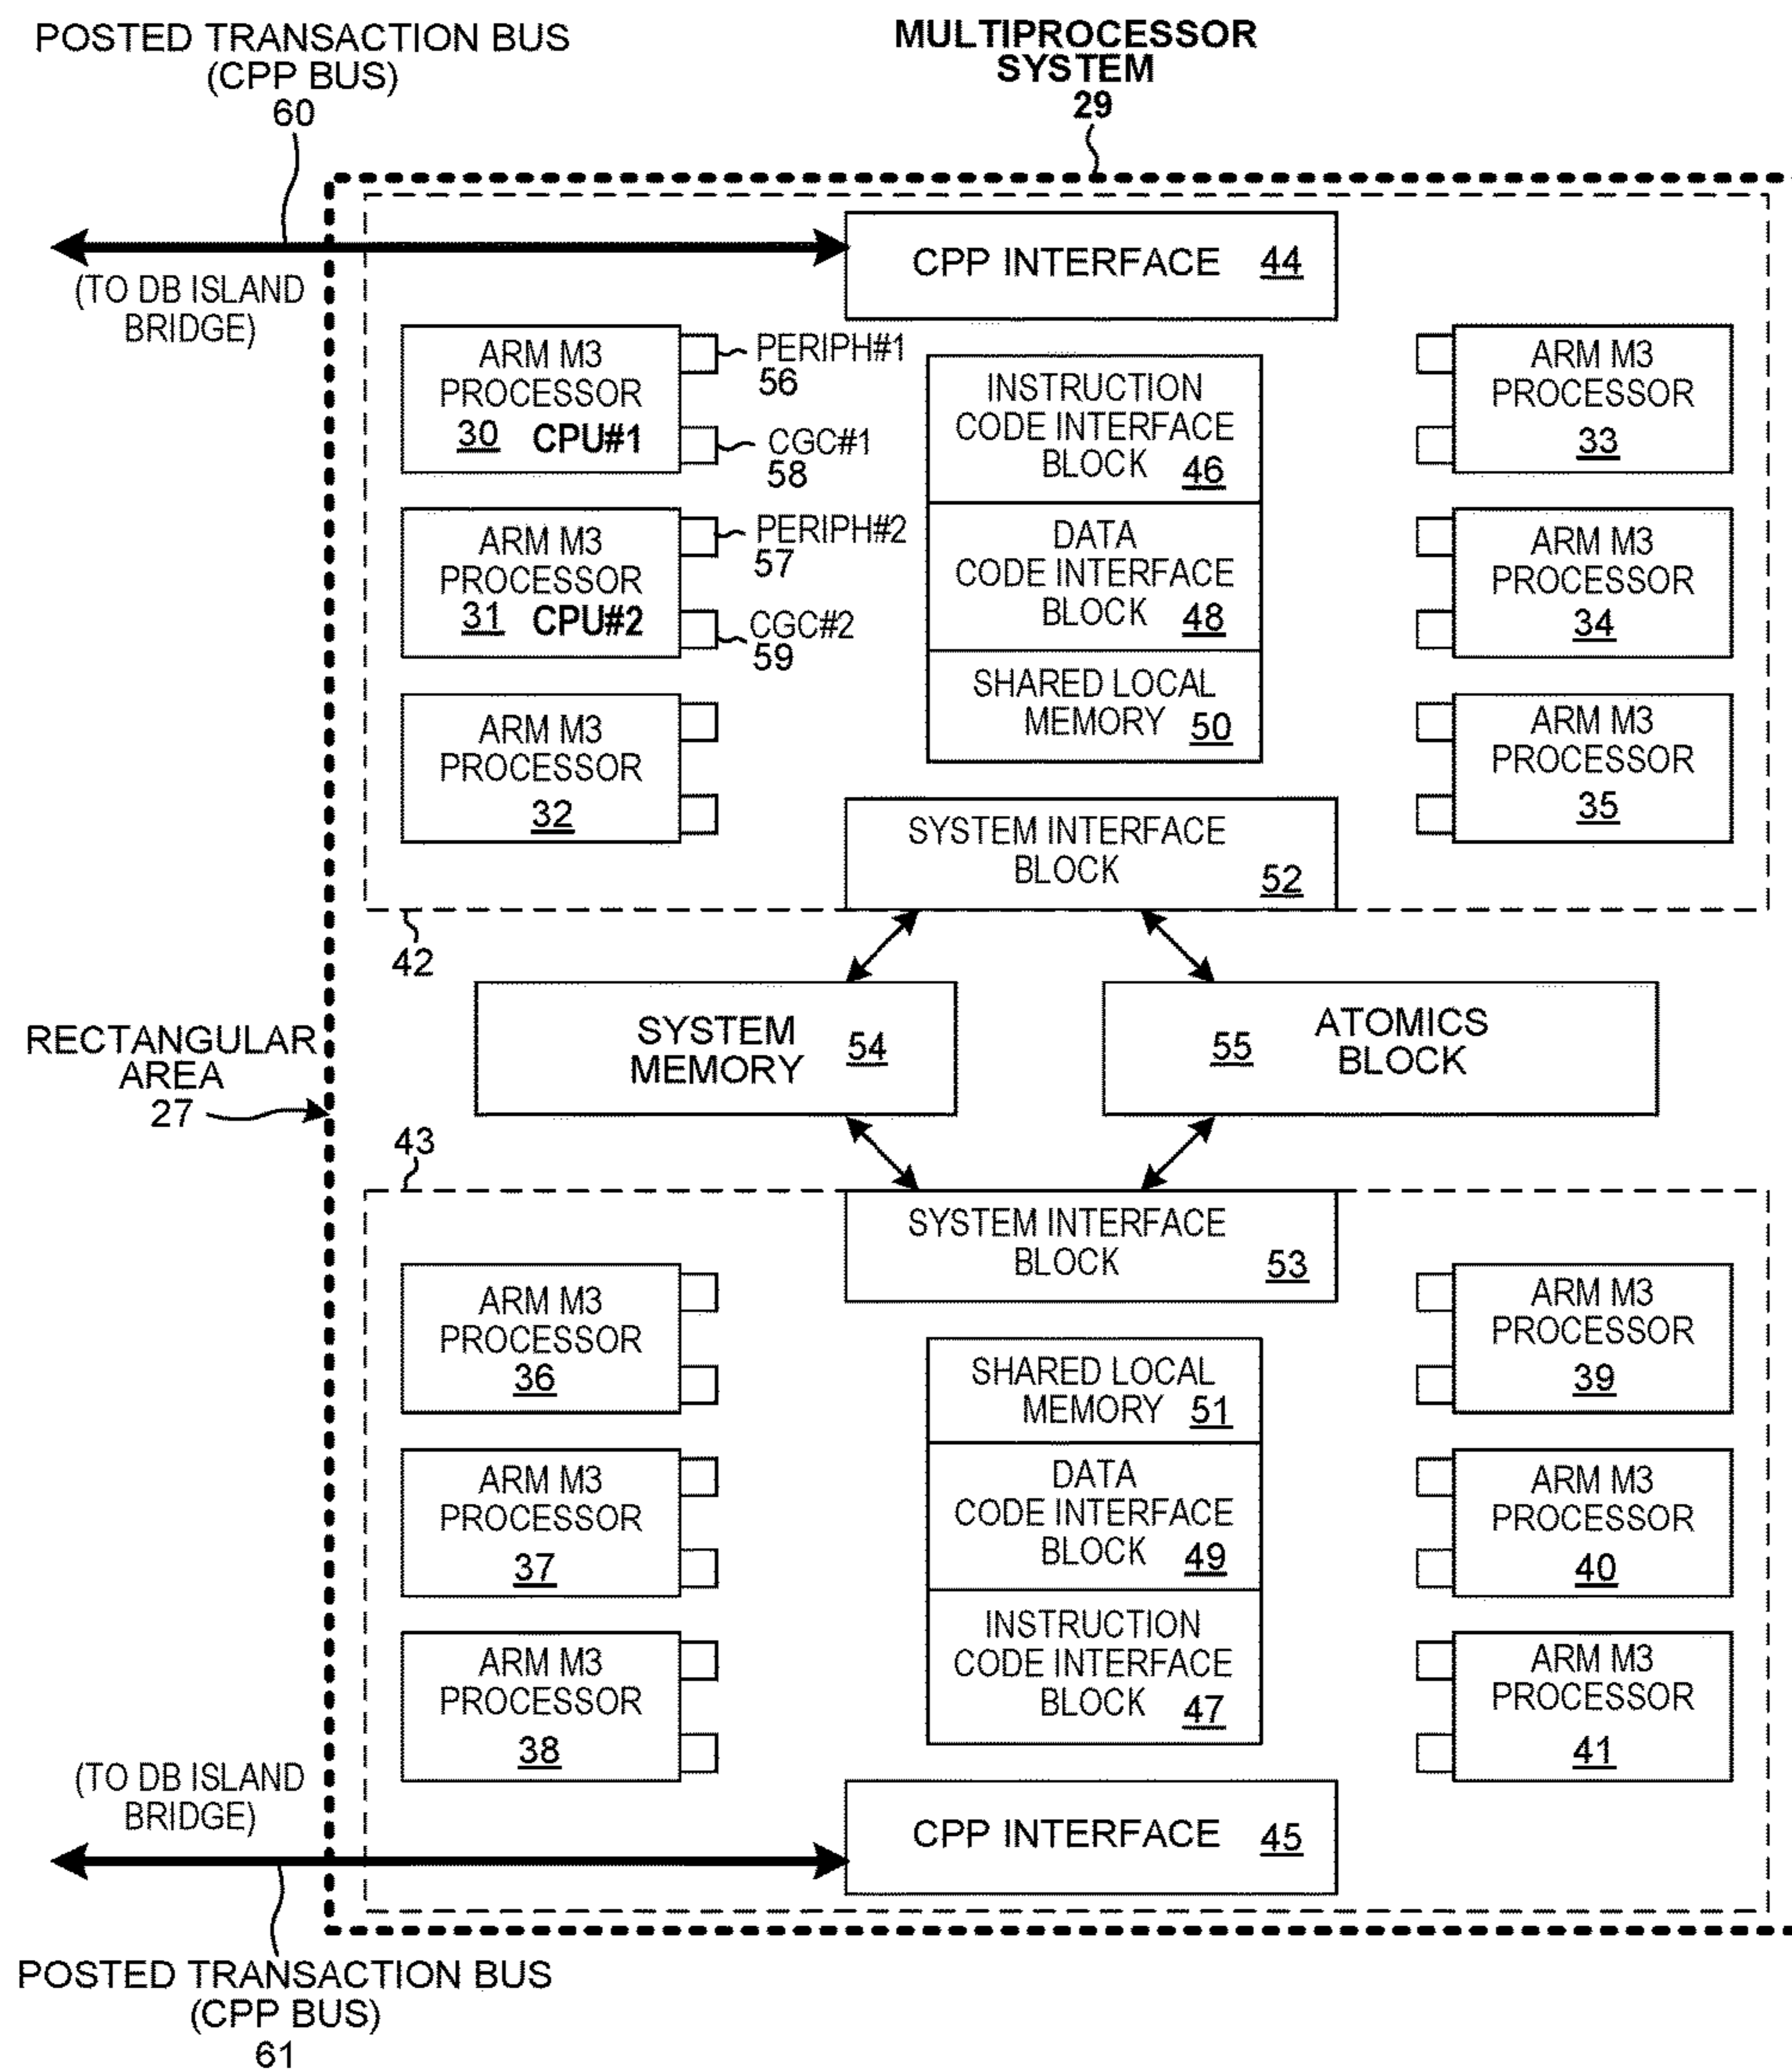 POSTED TRANSACTION BUS
(CPP BUS)
60
MULTIPROCESSOR
SYSTEM
29
(TO DB ISLAND
BRIDGE)
CPP INTERFACE 44
ARM M3
PROCESSOR
30 CPU#1
PERIPH#1
56
CGC#1
58
INSTRUCTION
CODE INTERFACE
BLOCK 46
ARM M3
PROCESSOR
33
ARM M3
PROCESSOR
31 CPU#2
PERIPH#2
57
CGC#2
59
DATA
CODE INTERFACE
BLOCK 48
ARM M3
PROCESSOR
34
ARM M3
PROCESSOR
32
SHARED LOCAL
MEMORY 50
ARM M3
PROCESSOR
35
SYSTEM INTERFACE
BLOCK 52
42
SYSTEM
MEMORY 54
55 ATOMICS
BLOCK
RECTANGULAR
AREA
27
43
SYSTEM INTERFACE
BLOCK 53
ARM M3
PROCESSOR
36
SHARED LOCAL
MEMORY 51
ARM M3
PROCESSOR
39
ARM M3
PROCESSOR
37
DATA
CODE INTERFACE
BLOCK 49
ARM M3
PROCESSOR
40
ARM M3
PROCESSOR
38
INSTRUCTION
CODE INTERFACE
BLOCK 47
ARM M3
PROCESSOR
41
(TO DB ISLAND
BRIDGE)
CPP INTERFACE 45
POSTED TRANSACTION BUS
(CPP BUS)
61